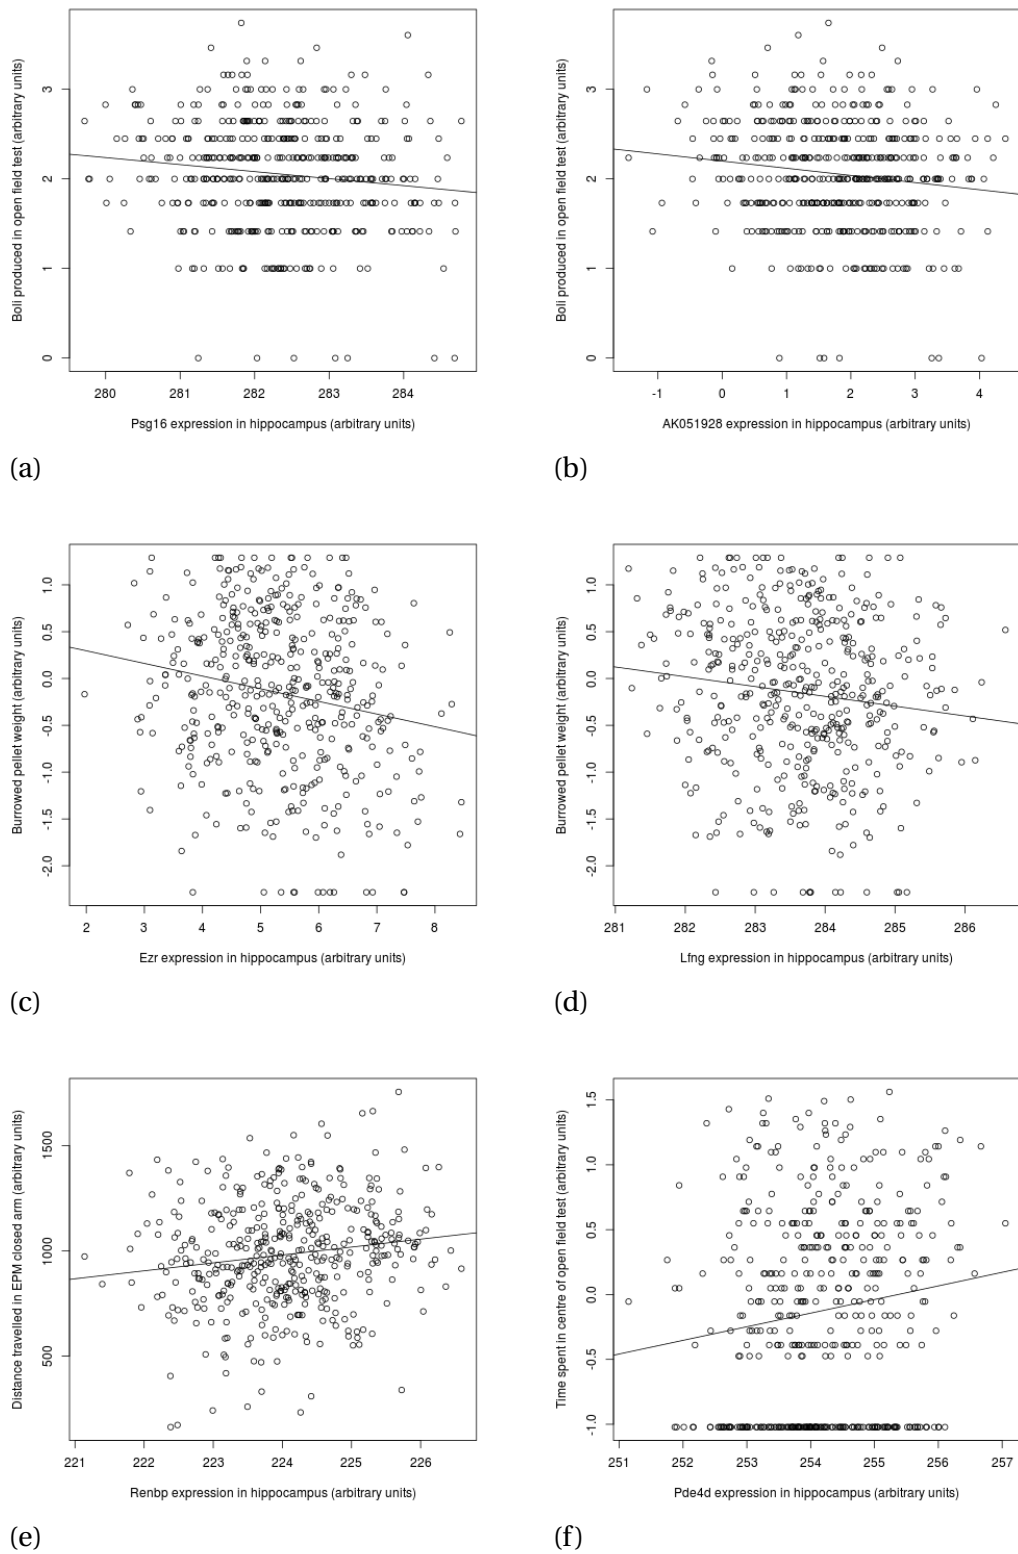 Boli produced in open field test (arbitrary units)
0 1 2 3
280 281 282 283 284
Psg16 expression in hippocampus (arbitrary units)
(a)
Boli produced in open field test (arbitrary units)
0 1 2 3
-1 0 1 2 3 4
AK051928 expression in hippocampus (arbitrary units)
(b)
Burrowed pellet weight (arbitrary units)
-2.0 -1.5 -1.0 -0.5 0.0 0.5 1.0
2 3 4 5 6 7 8
Ezr expression in hippocampus (arbitrary units)
(c)
Burrowed pellet weight (arbitrary units)
-2.0 -1.5 -1.0 -0.5 0.0 0.5 1.0
281 282 283 284 285 286
Lfng expression in hippocampus (arbitrary units)
(d)
Distance travelled in EPM closed arm (arbitrary units)
500 1000 1500
221 222 223 224 225 226
Renbp expression in hippocampus (arbitrary units)
(e)
Time spent in centre of open field test (arbitrary units)
-1.0 -0.5 0.0 0.5 1.0 1.5
251 252 253 254 255 256 257
Pde4d expression in hippocampus (arbitrary units)
(f)